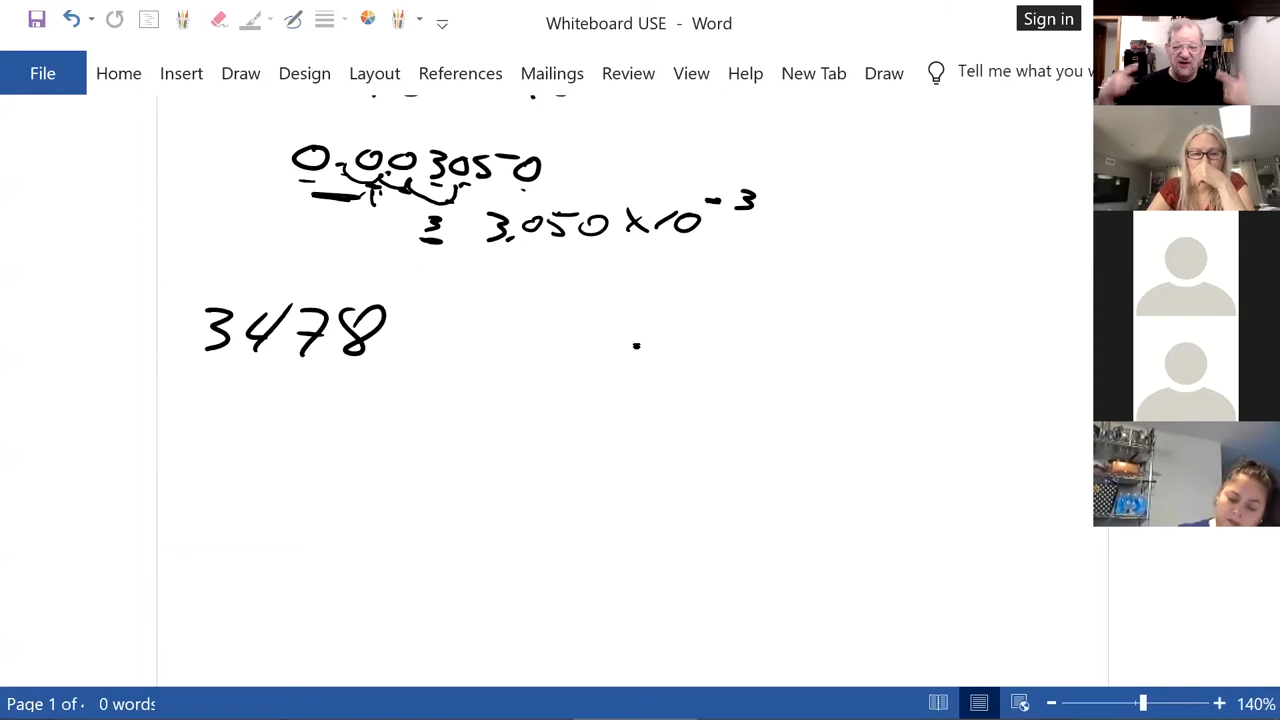 Whiteboard USE - Word
Sign in
File Home Insert Draw Design Layout References Mailings Review View Help New Tab Draw Tell me what you
0.003050
3 3.050 x 10⁻³
3478
Page 1 of 0 words 140%